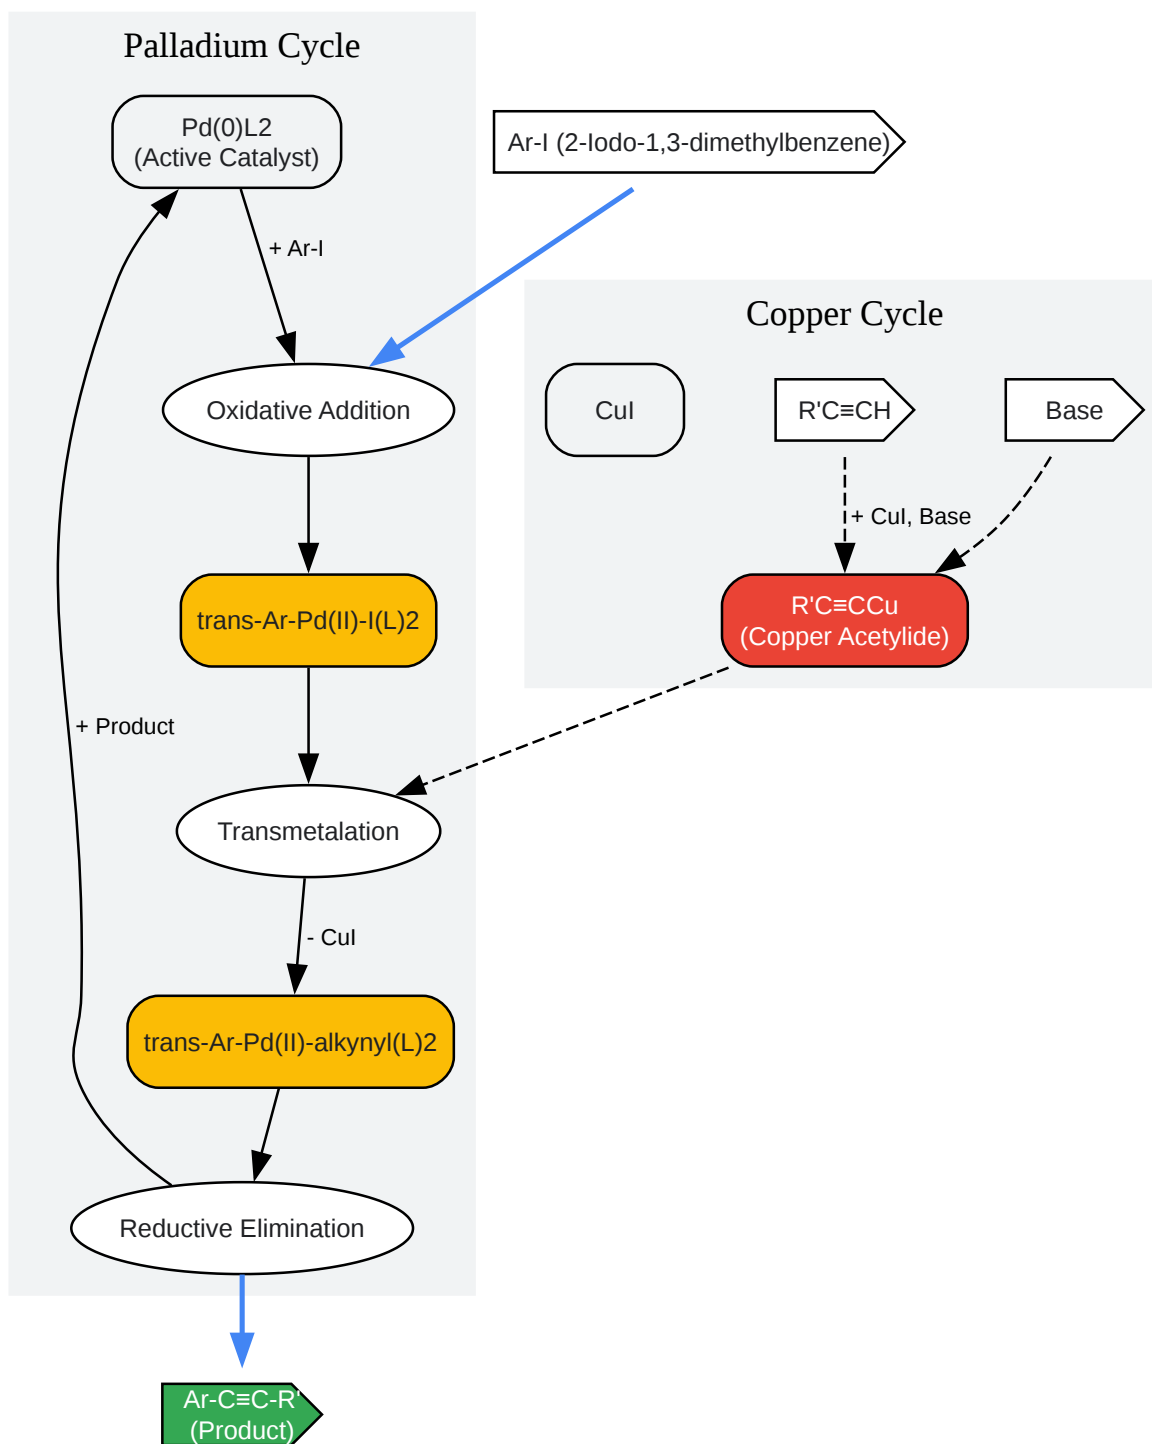 Palladium Cycle
Pd(0)L2
(Active Catalyst)
Ar-I (2-Iodo-1,3-dimethylbenzene)
+ Ar-I
Copper Cycle
Oxidative Addition
CuI
R'C≡CH
Base
+ CuI, Base
trans-Ar-Pd(II)-I(L)2
R'C≡CCu
(Copper Acetylide)
+ Product
Transmetalation
- CuI
trans-Ar-Pd(II)-alkynyl(L)2
Reductive Elimination
Ar-C≡C-R'
(Product)